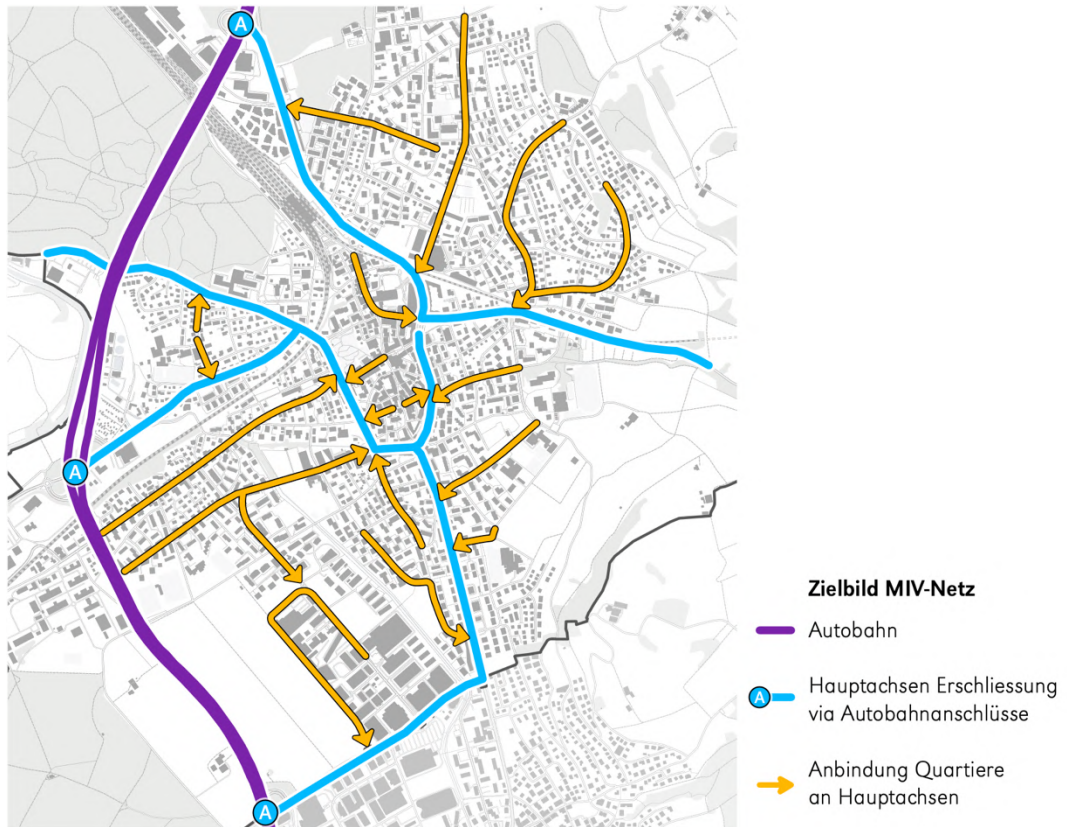 A
A
A
Zielbild MIV-Netz
Autobahn
A
Hauptachsen Erschliessung
via Autobahnanschlüsse
Anbindung Quartiere
an Hauptachsen